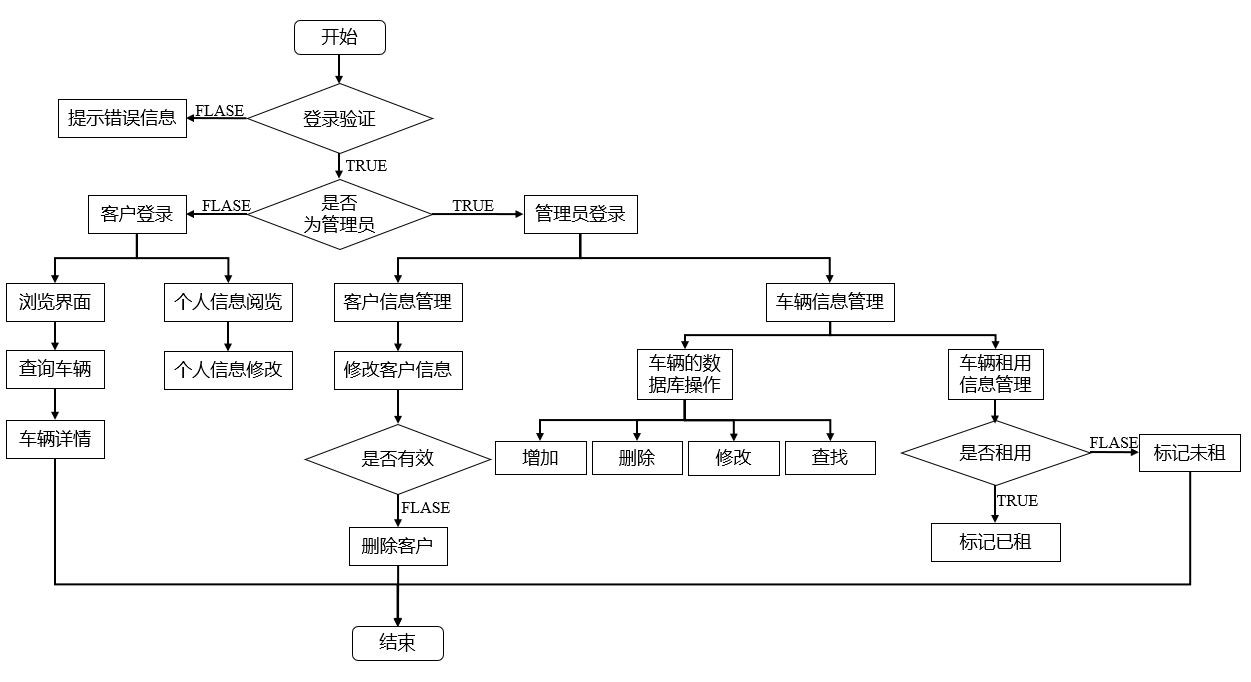 开始
登录验证
FLASE
提示错误信息
TRUE
是否
为管理员
FLASE
客户登录
TRUE
管理员登录
浏览界面
个人信息阅览
客户信息管理
车辆信息管理
查询车辆
个人信息修改
修改客户信息
车辆的数
据库操作
车辆租用
信息管理
车辆详情
是否有效
增加
删除
修改
查找
是否租用
FLASE
标记未租
FLASE
TRUE
删除客户
标记已租
结束